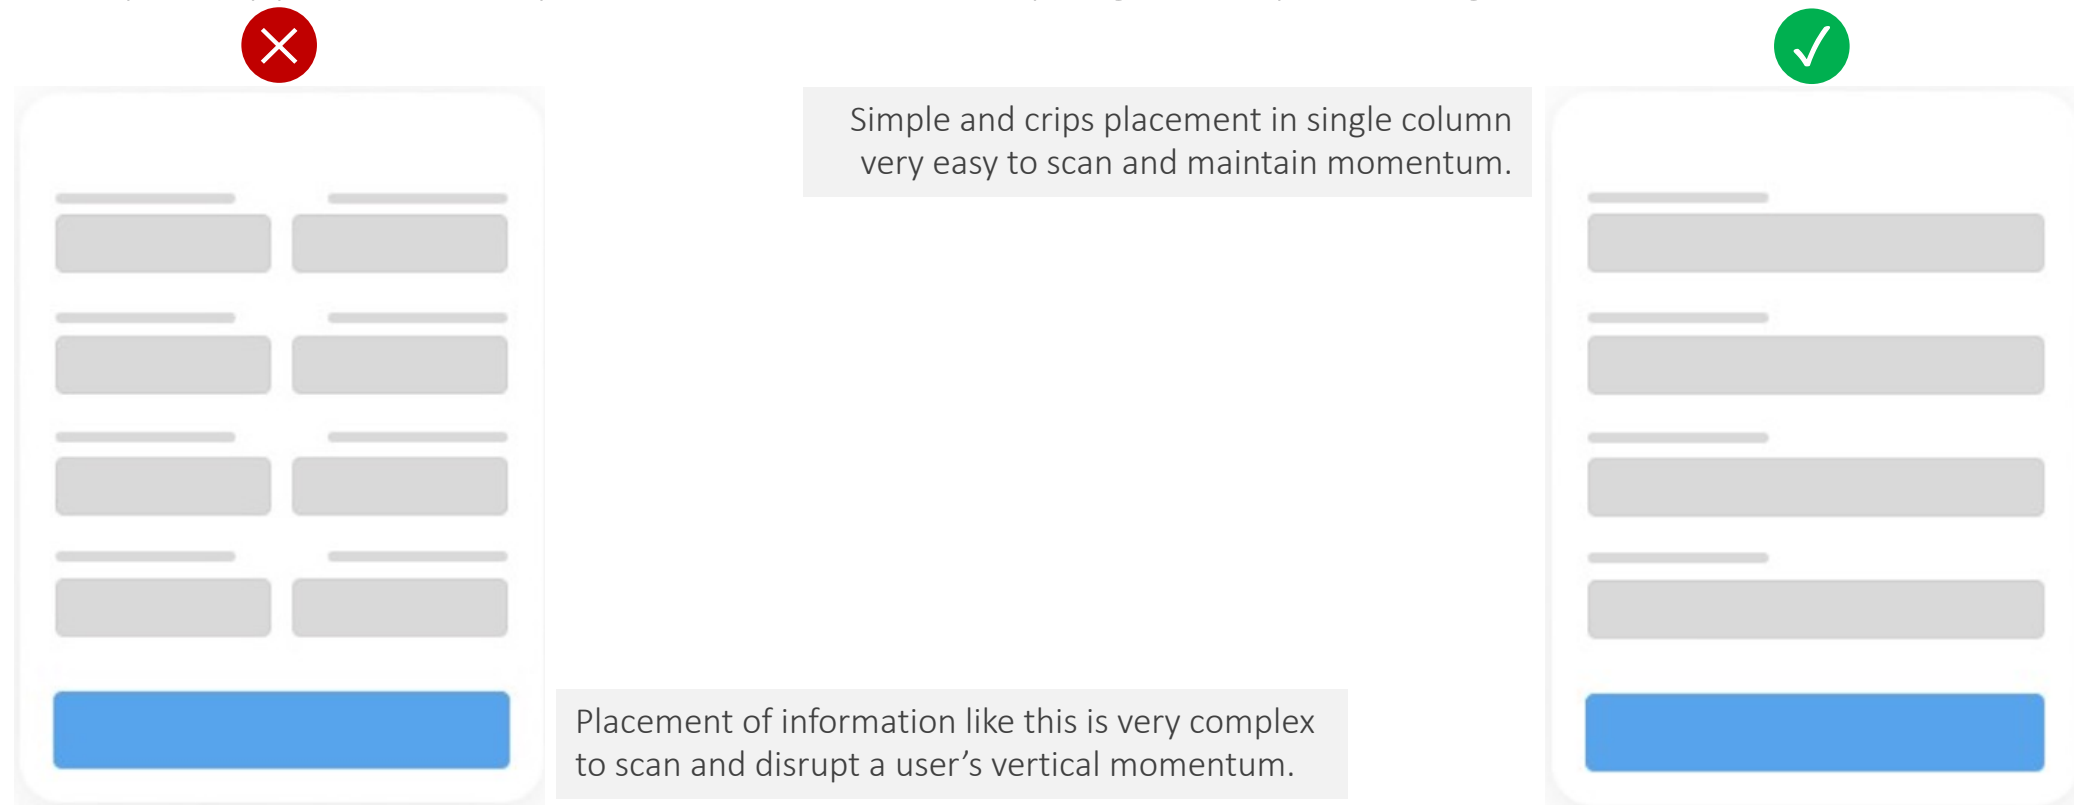 Simple and crips placement in single column
very easy to scan and maintain momentum.
Placement of information like this is very complex
to scan and disrupt a user’s vertical momentum.